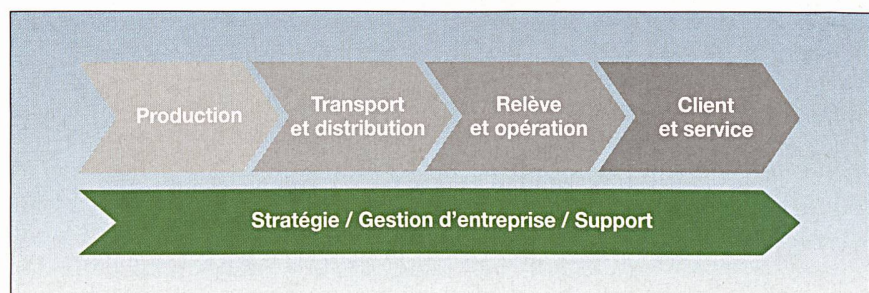 Production
Transport
et distribution
Relève
et opération
Client
et service
Stratégie / Gestion d'entreprise / Support